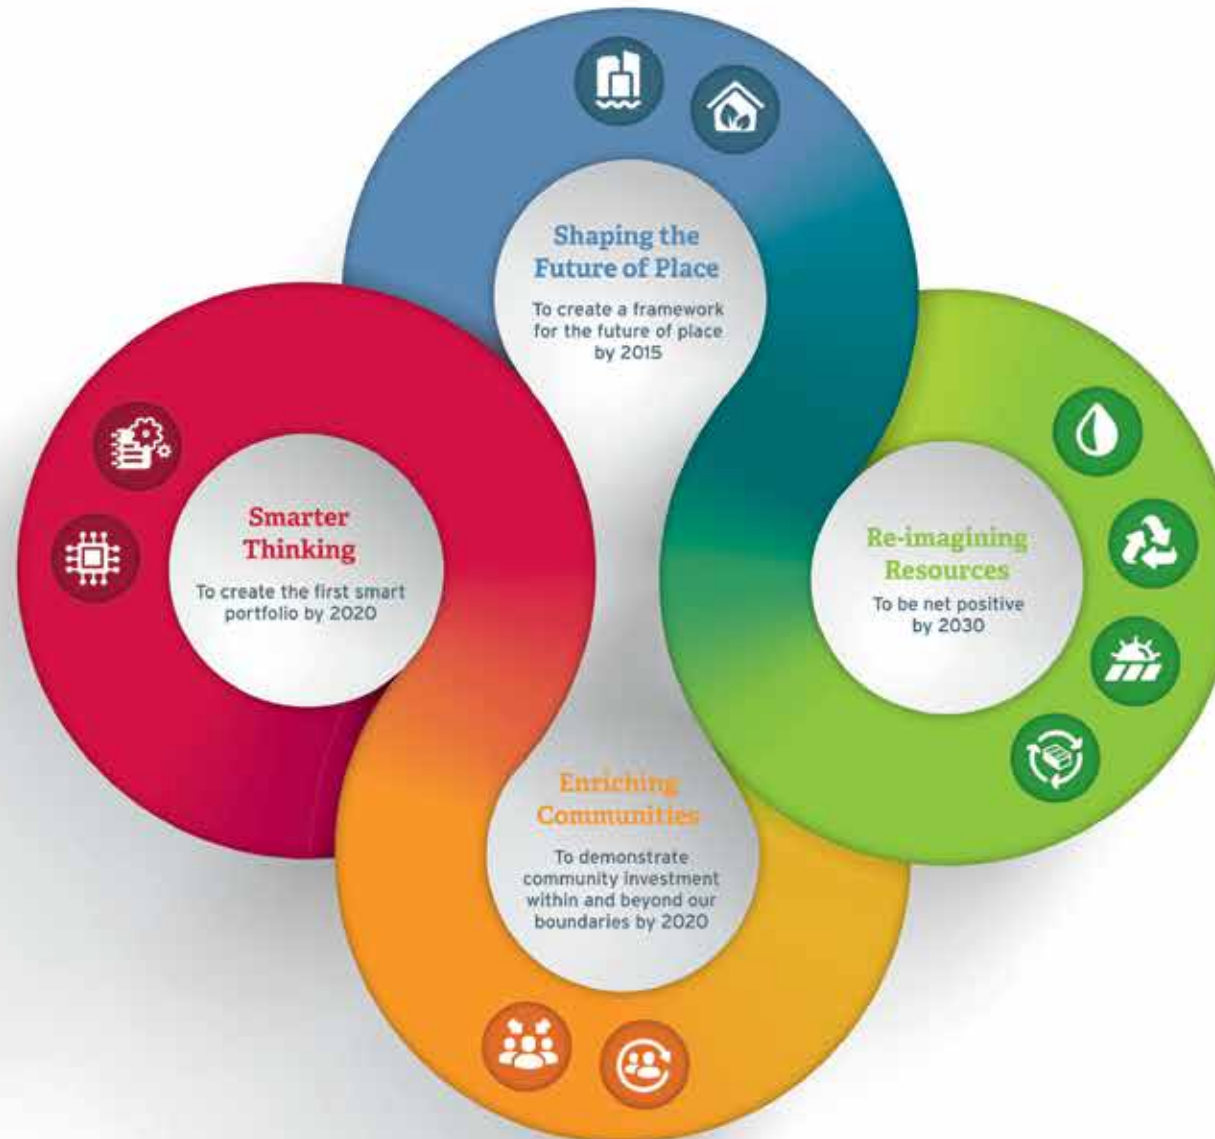 Shaping the
Future of Place
To create a framework
for the future of place
by 2015
Smarter
Thinking
To create the first smart
portfolio by 2020
Re-imagining
Resources
To be net positive
by 2030
Enriching
Communities
To demonstrate
community investment
within and beyond our
boundaries by 2020